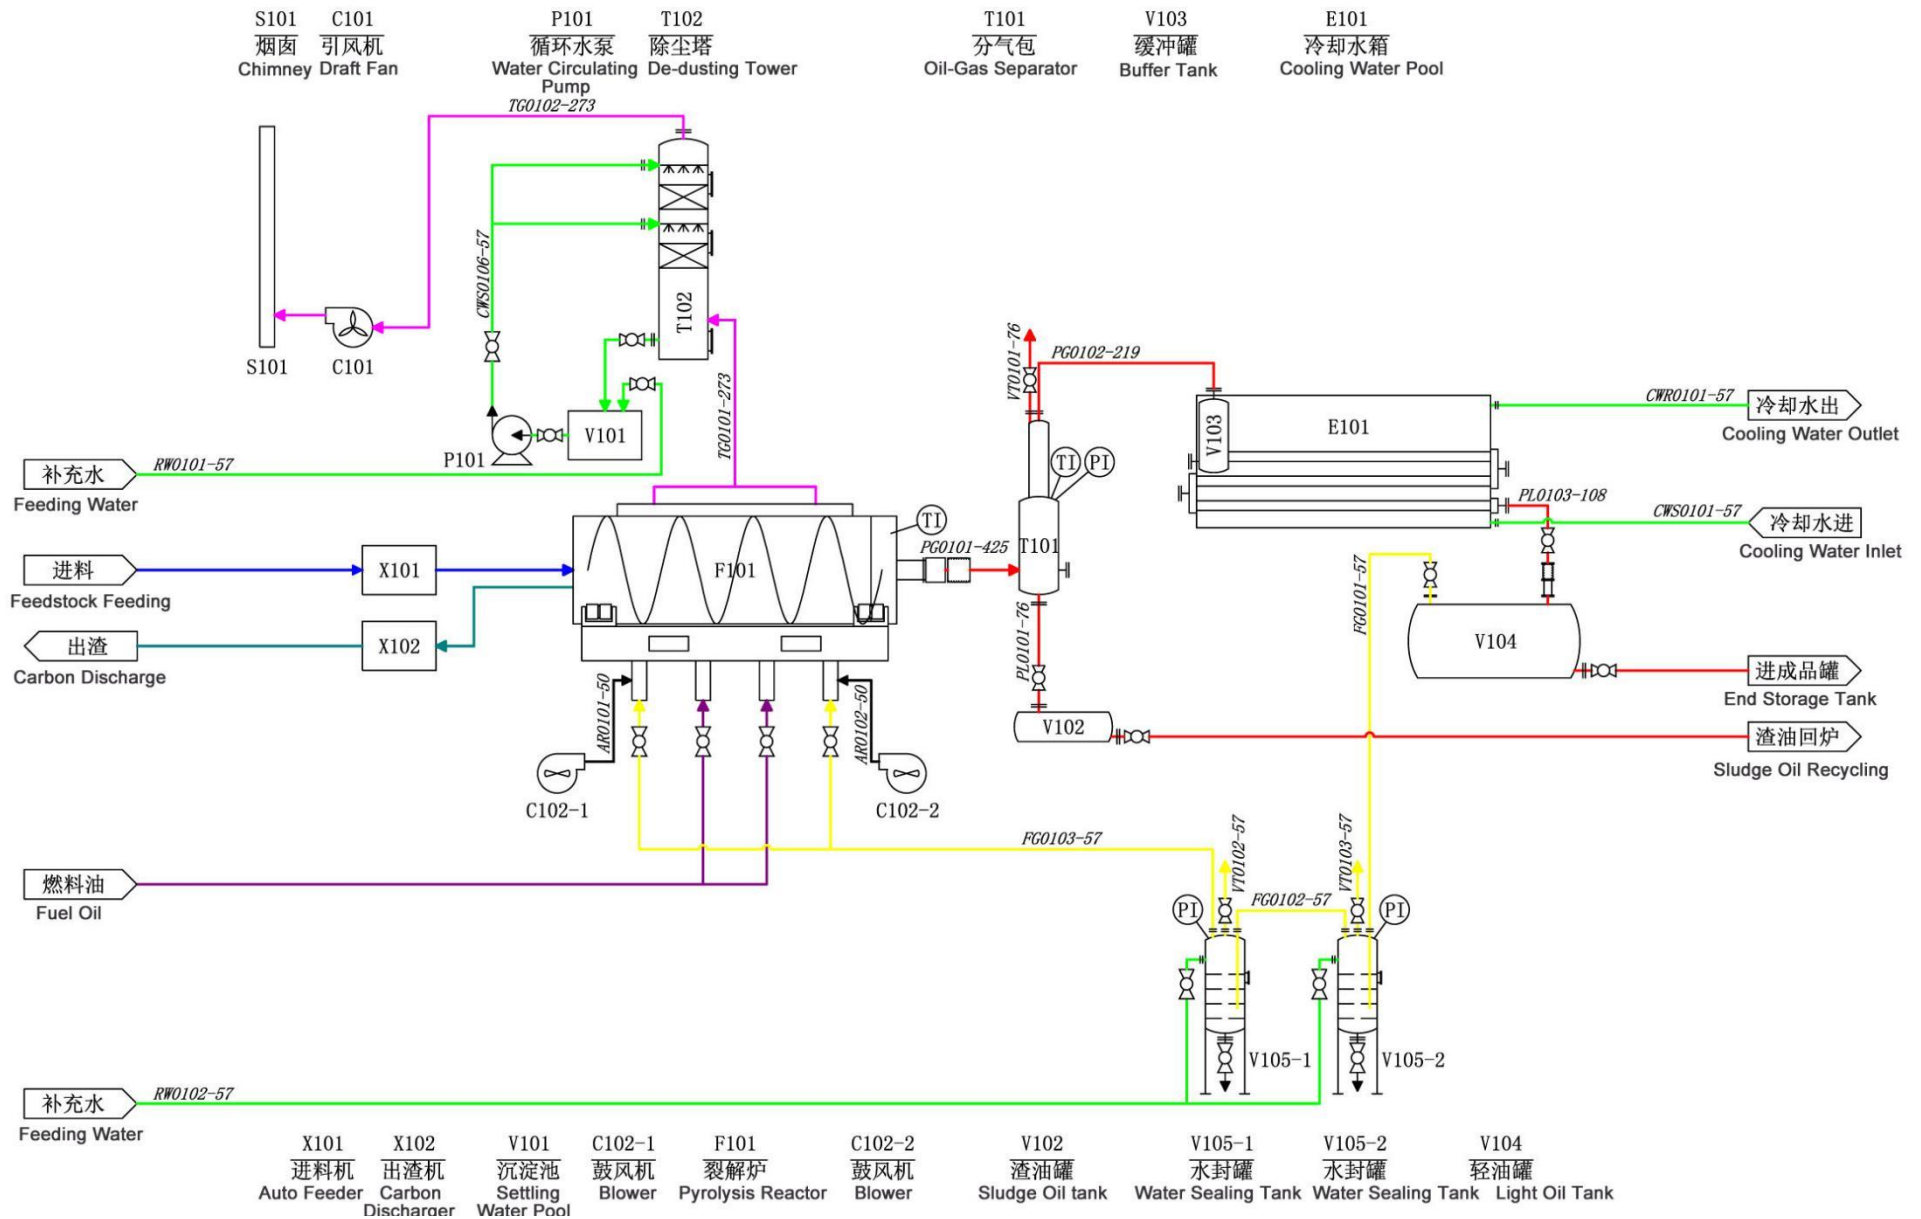 S101 C101 P101 T102 T101 V103 E101
烟囱 引风机 循环水泵 除尘塔 分气包 缓冲罐 冷却水箱
Chimney Draft Fan Water Circulating De-dusting Tower Oil-Gas Separator Buffer Tank Cooling Water Pool
Pump
TG0102-273
CWS0106-57
T102
S101
C101
VT0101-76
PG0102-219
TG0101-273
V103
E101
CWR0101-57
冷却水出
Cooling Water Outlet
V101
P101
TI
PI
补充水
RW0101-57
Feeding Water
PL0103-108
CWS0101-57
冷却水进
Cooling Water Inlet
TI
PG0101-425
T101
进料
X101
F101
Feedstock Feeding
FG0101-57
出渣
X102
Carbon Discharge
PL0101-76
V104
进成品罐
End Storage Tank
AR0101-50
AR0102-50
V102
渣油回炉
Sludge Oil Recycling
C102-1
C102-2
FG0103-57
VT0102-57
VT0103-57
燃料油
Fuel Oil
PI
FG0102-57
PI
V105-1
V105-2
补充水
RW0102-57
Feeding Water
X101 X102 V101 C102-1 F101 C102-2 V102 V105-1 V105-2 V104
进料机 出渣机 沉淀池 鼓风机 裂解炉 鼓风机 渣油罐 水封罐 水封罐 轻油罐
Auto Feeder Carbon Settling Blower Pyrolysis Reactor Blower Sludge Oil tank Water Sealing Tank Water Sealing Tank Light Oil Tank
Discharger Water Pool